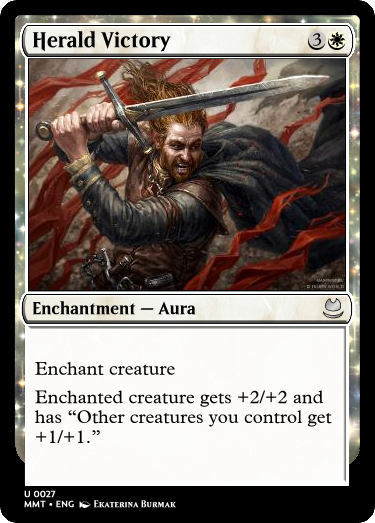 Herald Victory 3
Enchantment — Aura
Enchant creature
Enchanted creature gets +2/+2 and
has “Other creatures you control get
+1/+1.”
U 0027
MMT • ENG Ekaterina Burmak